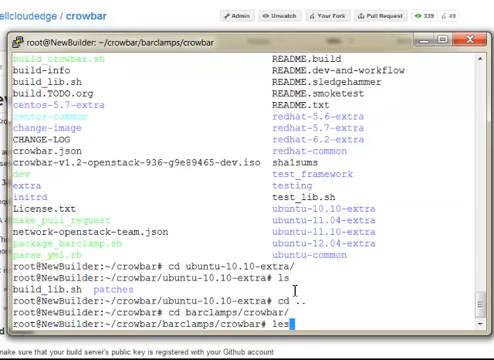 ellcloudedge / crowbar
Admin Unwatch Your Fork Pull Request 339 49
root@NewBuilder: ~/crowbar/barclamps/crowbar
build_crowbar.sh README.build
build-info README.dev-and-workflow
build_lib.sh README.sledgehammer
build.TODO.org README.smoketest
centos-5.7-extra README.txt
centos-common redhat-5.6-extra
change-image redhat-5.7-extra
CHANGE-LOG redhat-6.2-extra
crowbar.json redhat-common
crowbar-v1.2-openstack-936-g9e89465-dev.iso sha1sums
dev test_framework
extra testing
initrd test_lib.sh
License.txt ubuntu-10.10-extra
make_pull_request ubuntu-11.04-extra
network-openstack-team.json ubuntu-11.10-extra
package_barclamp.sh ubuntu-12.04-extra
parse_yml.rb ubuntu-common
root@NewBuilder:~/crowbar# cd ubuntu-10.10-extra/
root@NewBuilder:~/crowbar/ubuntu-10.10-extra# ls
build_lib.sh patches
root@NewBuilder:~/crowbar/ubuntu-10.10-extra# cd ..
root@NewBuilder:~/crowbar# cd barclamps/crowbar/
root@NewBuilder:~/crowbar/barclamps/crowbar# les
make sure that your build server's public key is registered with your Github account